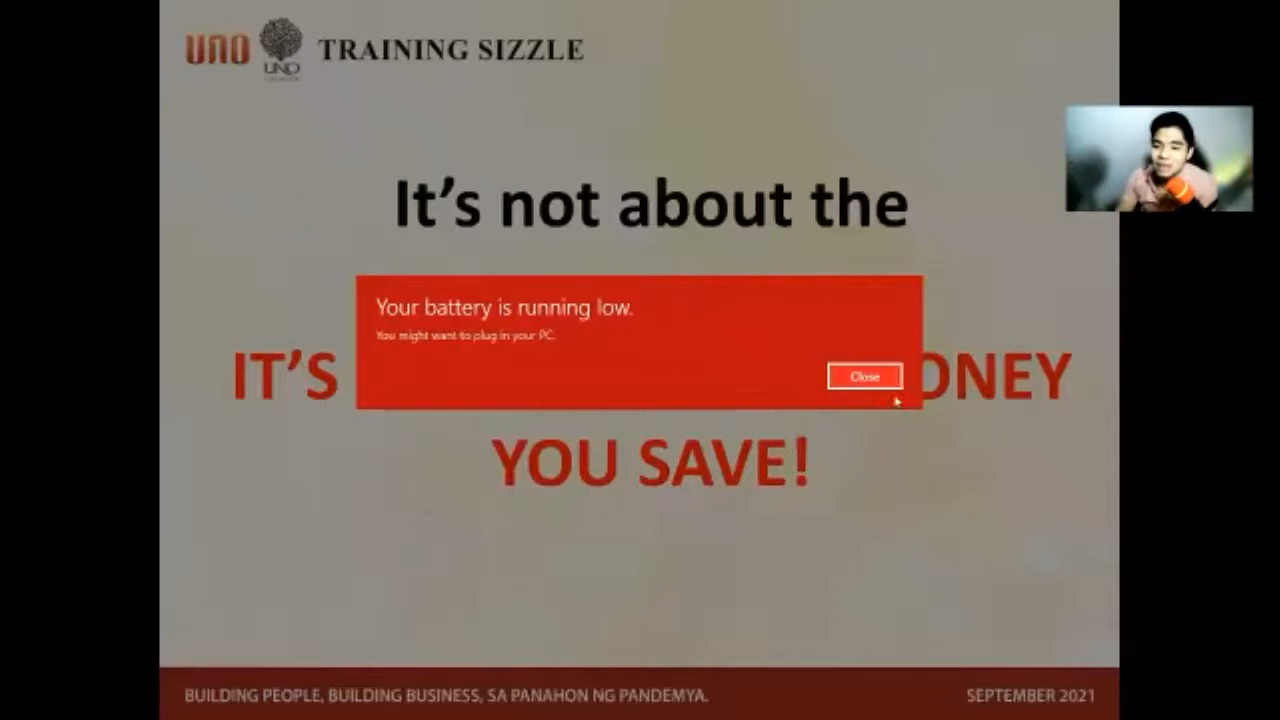 UNO
UNO
TRAINING SIZZLE
It's not about the
Your battery is running low.
You might want to plug in your PC.
Close
IT'S ONEY
YOU SAVE!
BUILDING PEOPLE, BUILDING BUSINESS, SA PANAHON NG PANDEMYA.
SEPTEMBER 2021